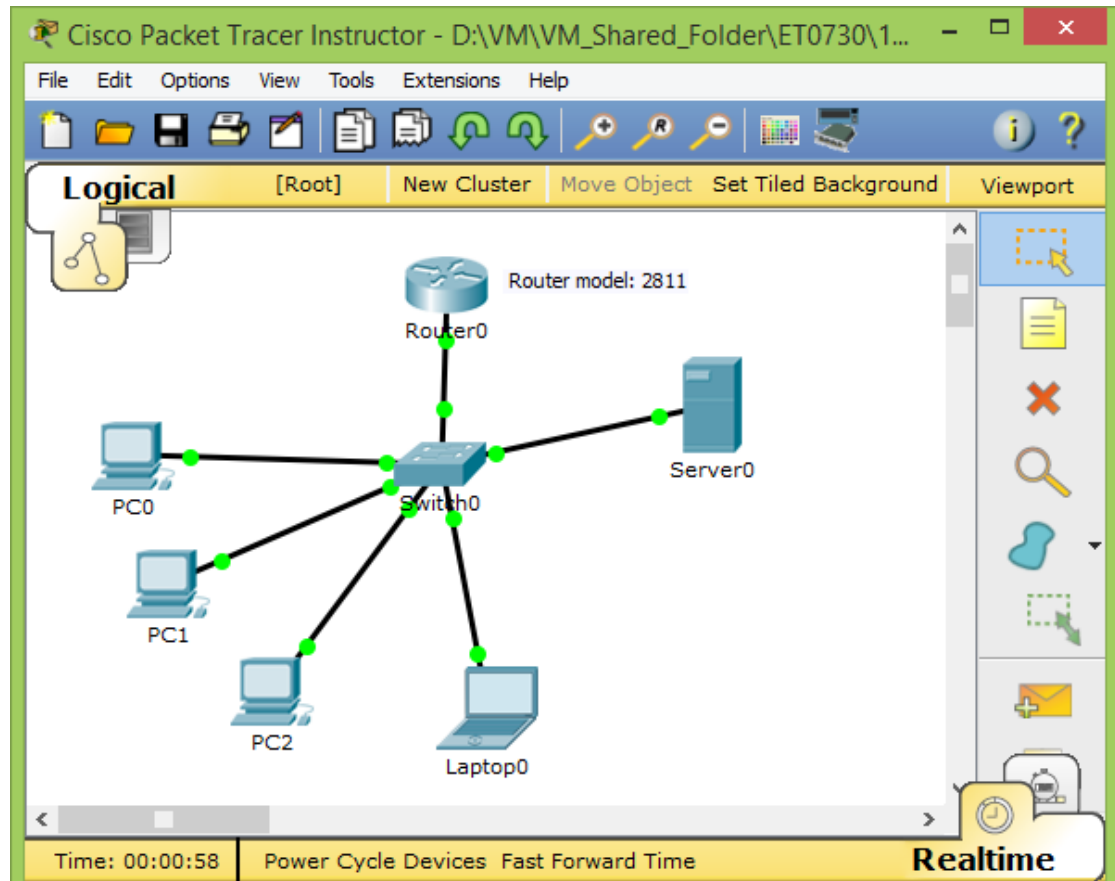 Cisco Packet Tracer Instructor - D:\VM\VM_Shared_Folder\ET0730\1...
File Edit Options View Tools Extensions Help
Logical [Root] New Cluster Move Object Set Tiled Background Viewport
Router model: 2811
Router0
Server0
Switch0
PC0
PC1
PC2
Laptop0
Time: 00:00:58 Power Cycle Devices Fast Forward Time Realtime